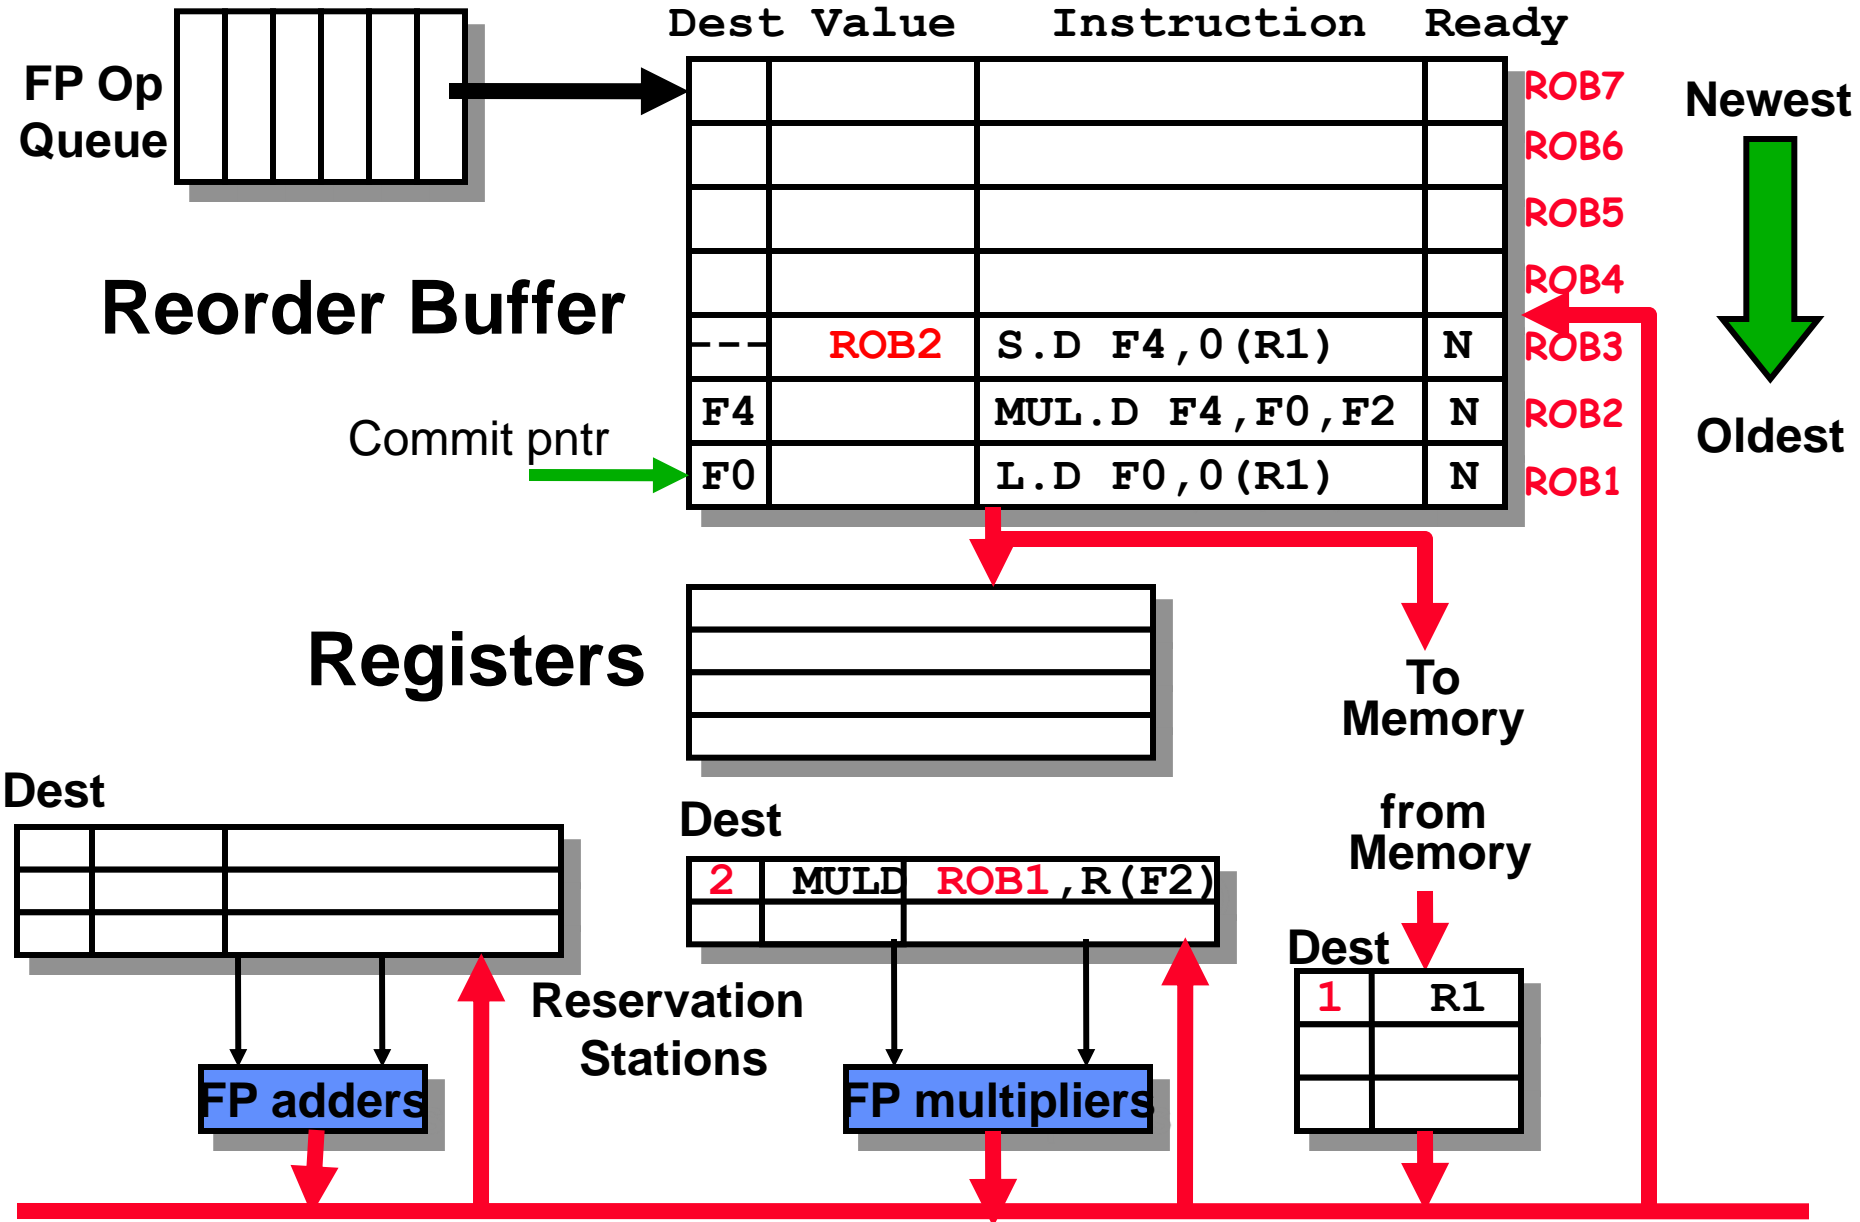 Dest Value Instruction Ready
FP Op
Queue
ROB7
Newest
ROB6
ROB5
Reorder Buffer
ROB4
--- ROB2 S.D F4,0(R1) N ROB3
F4 MUL.D F4,F0,F2 N ROB2
Oldest
Commit pntr
F0 L.D F0,0(R1) N ROB1
Registers
To
Memory
Dest
Dest
from
Memory
2 MULD ROB1,R(F2)
Dest
1 R1
Reservation
Stations
FP adders
FP multipliers